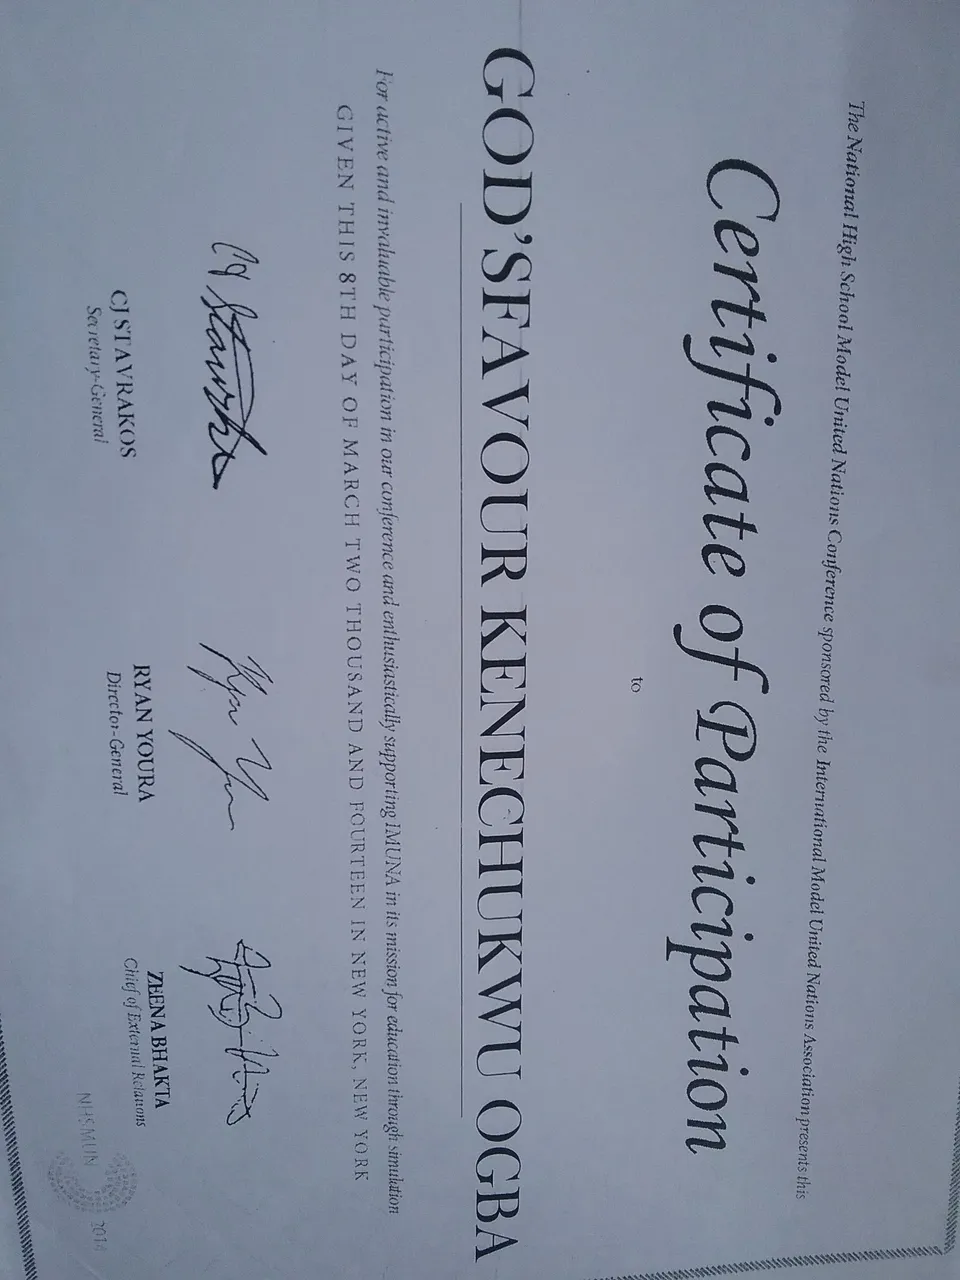 The National High School Model United Nations Conference sponsored by the International Model United Nations Association presents this
Certificate of Participation
to
GOD'SFAVOUR KENECHUKWU OGBA
For active and invaluable participation in our conference and enthusiastically supporting IMUNA in its mission for education through simulation
GIVEN THIS 8TH DAY OF MARCH TWO THOUSAND AND FOURTEEN IN NEW YORK, NEW YORK
CJ Stavrakos
CJ STAVRAKOS
Secretary-General
RYAN YOURA
Director-General
ZEENA BHAKTA
Chief of External Relations
NHSMUN 2014